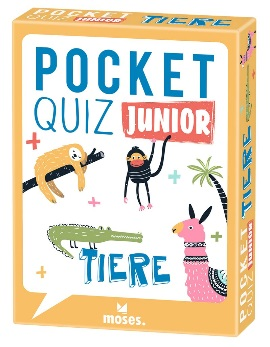 POCKET
QUIZ JUNIOR
TIERE
moses.
POCKET
QUIZ JUNIOR TIERE